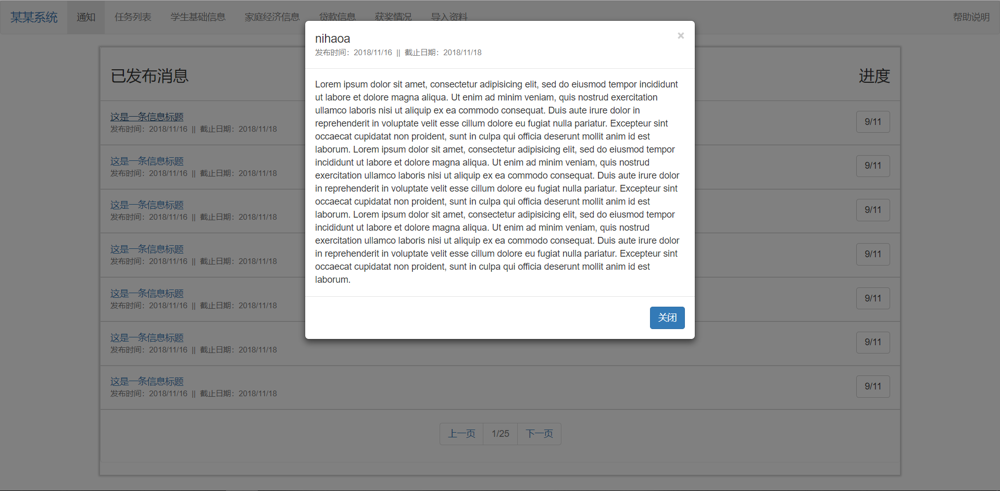 某某系统 通知 任务列表 学生基础信息 家庭经济信息 贷款信息 获奖情况 导入资料 帮助说明
nihaoa ×
发布时间：2018/11/16 || 截止日期：2018/11/18
Lorem ipsum dolor sit amet, consectetur adipisicing elit, sed do eiusmod tempor incididunt
ut labore et dolore magna aliqua. Ut enim ad minim veniam, quis nostrud exercitation
ullamco laboris nisi ut aliquip ex ea commodo consequat. Duis aute irure dolor in
reprehenderit in voluptate velit esse cillum dolore eu fugiat nulla pariatur. Excepteur sint
occaecat cupidatat non proident, sunt in culpa qui officia deserunt mollit anim id est
laborum. Lorem ipsum dolor sit amet, consectetur adipisicing elit, sed do eiusmod tempor
incididunt ut labore et dolore magna aliqua. Ut enim ad minim veniam, quis nostrud
exercitation ullamco laboris nisi ut aliquip ex ea commodo consequat. Duis aute irure dolor
in reprehenderit in voluptate velit esse cillum dolore eu fugiat nulla pariatur. Excepteur sint
occaecat cupidatat non proident, sunt in culpa qui officia deserunt mollit anim id est
laborum. Lorem ipsum dolor sit amet, consectetur adipisicing elit, sed do eiusmod tempor
incididunt ut labore et dolore magna aliqua. Ut enim ad minim veniam, quis nostrud
exercitation ullamco laboris nisi ut aliquip ex ea commodo consequat. Duis aute irure dolor
in reprehenderit in voluptate velit esse cillum dolore eu fugiat nulla pariatur. Excepteur sint
occaecat cupidatat non proident, sunt in culpa qui officia deserunt mollit anim id est
laborum.
关闭
已发布消息 进度
这是一条信息标题
发布时间：2018/11/16 || 截止日期：2018/11/18
9/11
这是一条信息标题
发布时间：2018/11/16 || 截止日期：2018/11/18
9/11
这是一条信息标题
发布时间：2018/11/16 || 截止日期：2018/11/18
9/11
这是一条信息标题
发布时间：2018/11/16 || 截止日期：2018/11/18
9/11
这是一条信息标题
发布时间：2018/11/16 || 截止日期：2018/11/18
9/11
这是一条信息标题
发布时间：2018/11/16 || 截止日期：2018/11/18
9/11
这是一条信息标题
发布时间：2018/11/16 || 截止日期：2018/11/18
9/11
上一页 1/25 下一页